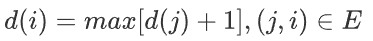 d(i) = max[d(j) + 1], (j, i) ∈ E